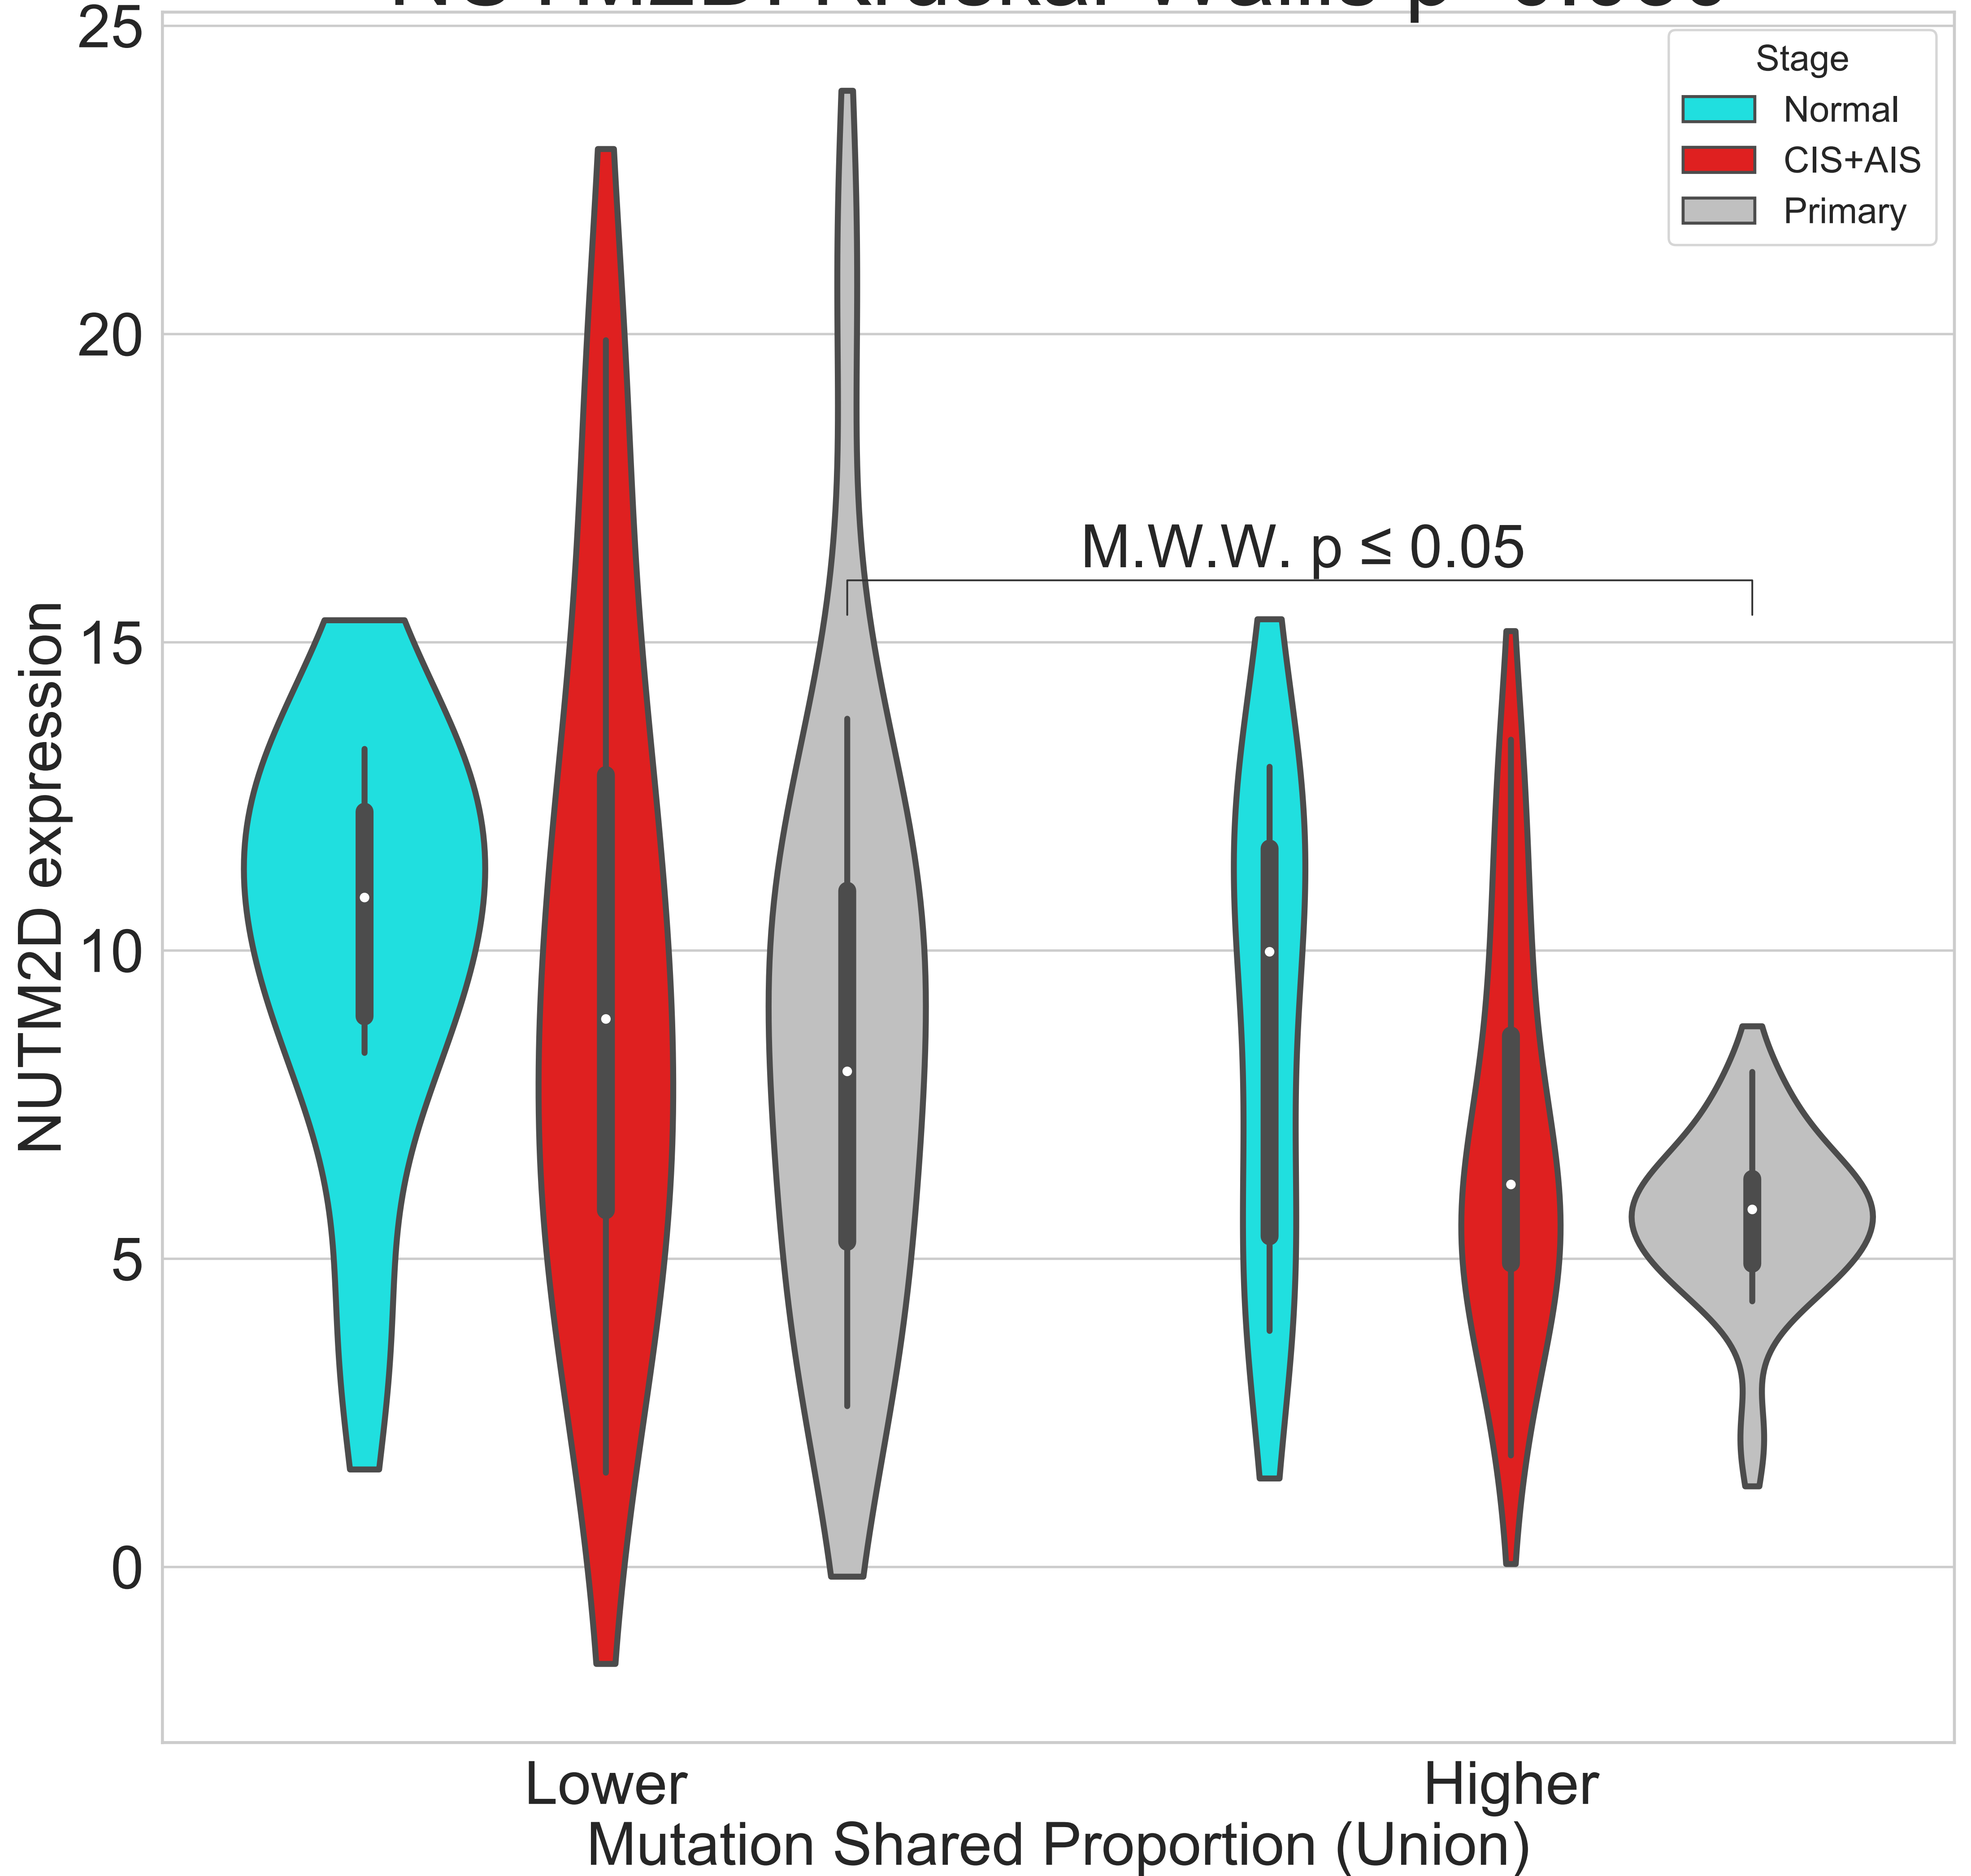 25
20
15
10
5
0
NUTM2D expression
Stage
Normal
CIS+AIS
Primary
M.W.W. p ≤ 0.05
Lower
Higher
Mutation Shared Proportion (Union)